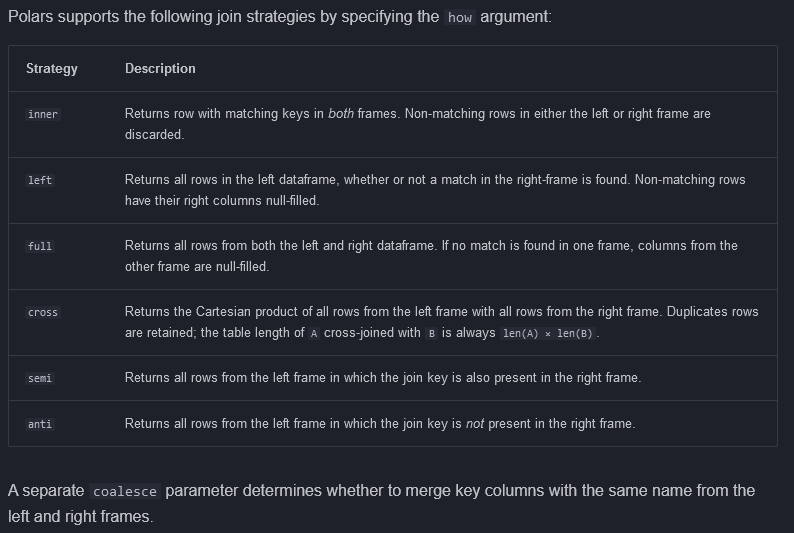 Polars supports the following join strategies by specifying the how argument:
Strategy Description
inner Returns row with matching keys in both frames. Non-matching rows in either the left or right frame are
discarded.
left Returns all rows in the left dataframe, whether or not a match in the right-frame is found. Non-matching rows
have their right columns null-filled.
full Returns all rows from both the left and right dataframe. If no match is found in one frame, columns from the
other frame are null-filled.
cross Returns the Cartesian product of all rows from the left frame with all rows from the right frame. Duplicates rows
are retained; the table length of A cross-joined with B is always len(A) × len(B).
semi Returns all rows from the left frame in which the join key is also present in the right frame.
anti Returns all rows from the left frame in which the join key is not present in the right frame.
A separate coalesce parameter determines whether to merge key columns with the same name from the
left and right frames.